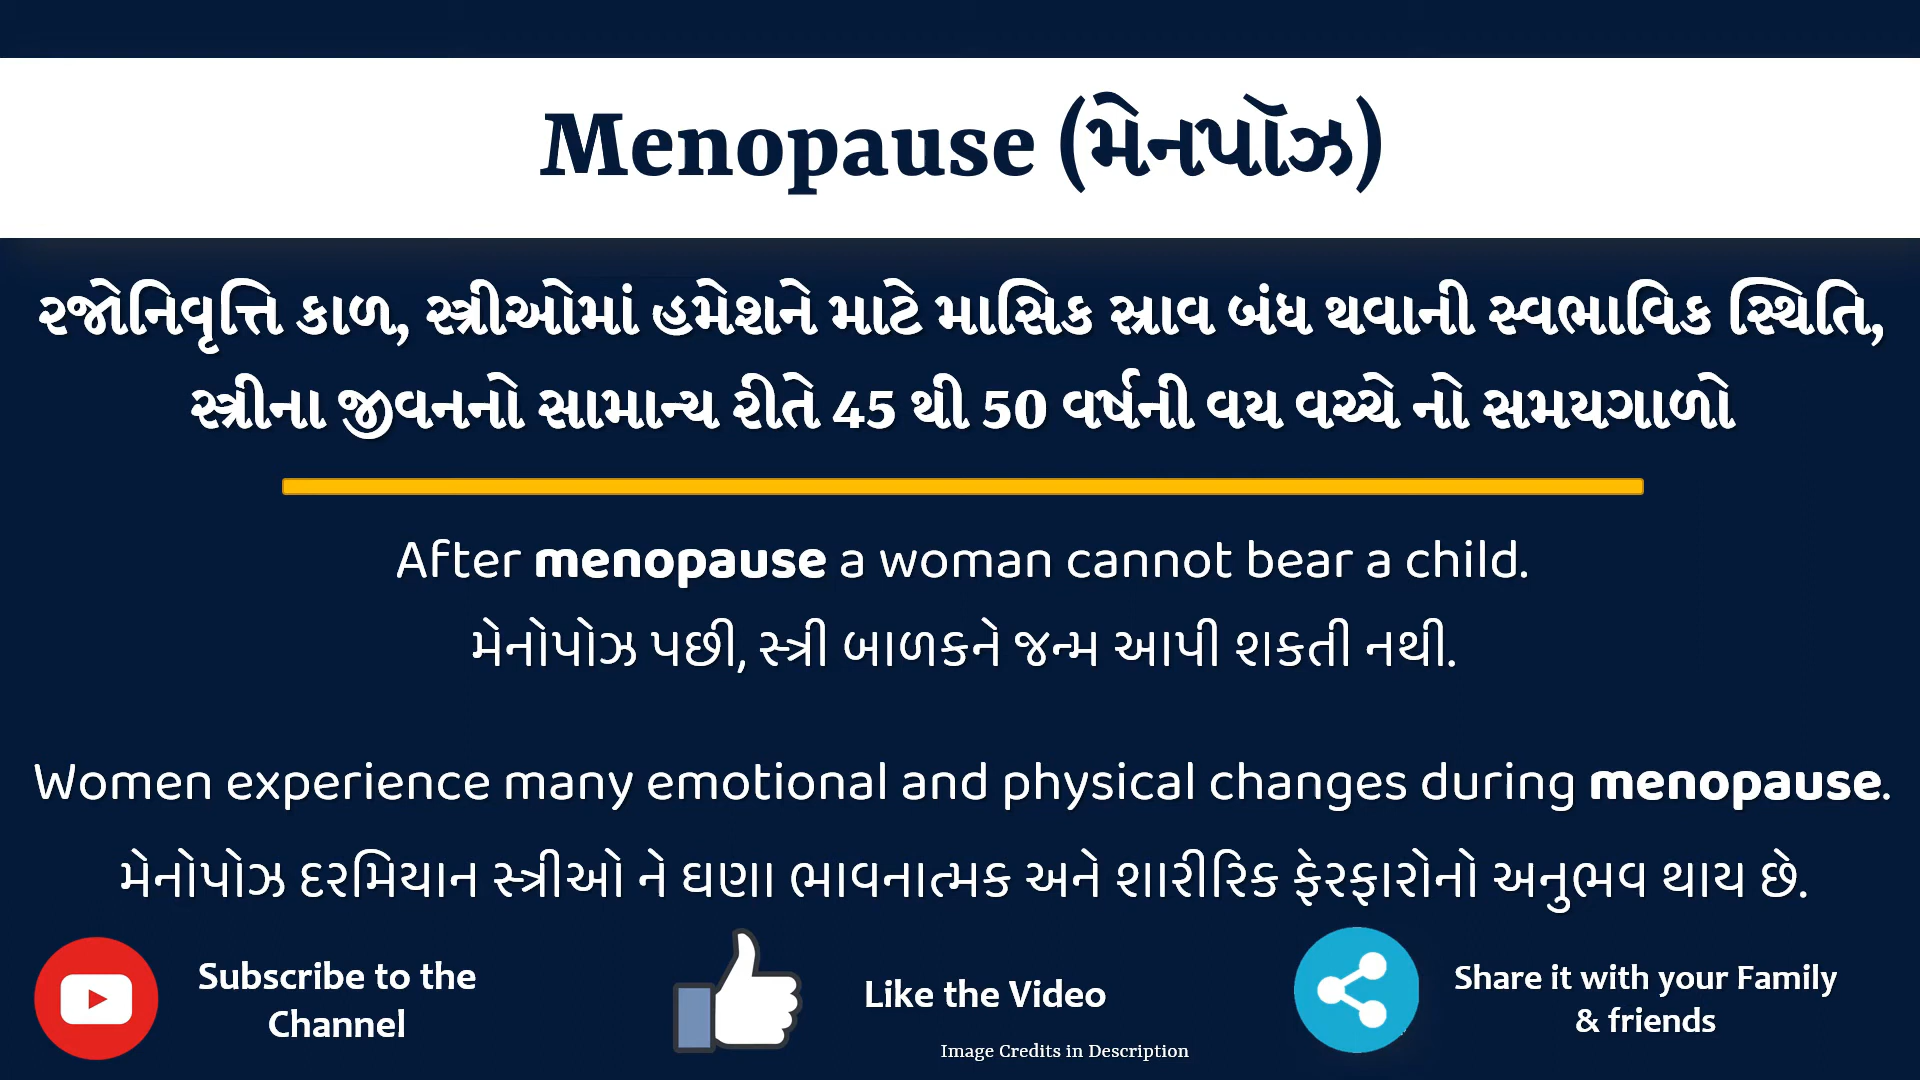 Menopause (મેનપૉઝ)
રજોનિવૃત્તિ કાળ, સ્ત્રીઓમાં હમેશને માટે માસિક સ્રાવ બંધ થવાની સ્વભાવિક સ્થિતિ,
સ્ત્રીના જીવનનો સામાન્ય રીતે 45 થી 50 વર્ષની વય વચ્ચે નો સમયગાળો
After menopause a woman cannot bear a child.
મેનોપોઝ પછી, સ્ત્રી બાળકને જન્મ આપી શકતી નથી.
Women experience many emotional and physical changes during menopause.
મેનોપોઝ દરમિયાન સ્ત્રીઓ ને ઘણા ભાવનાત્મક અને શારીરિક ફેરફારોનો અનુભવ થાય છે.
Subscribe to the
Channel
Like the Video
Share it with your Family
& friends
Image Credits in Description